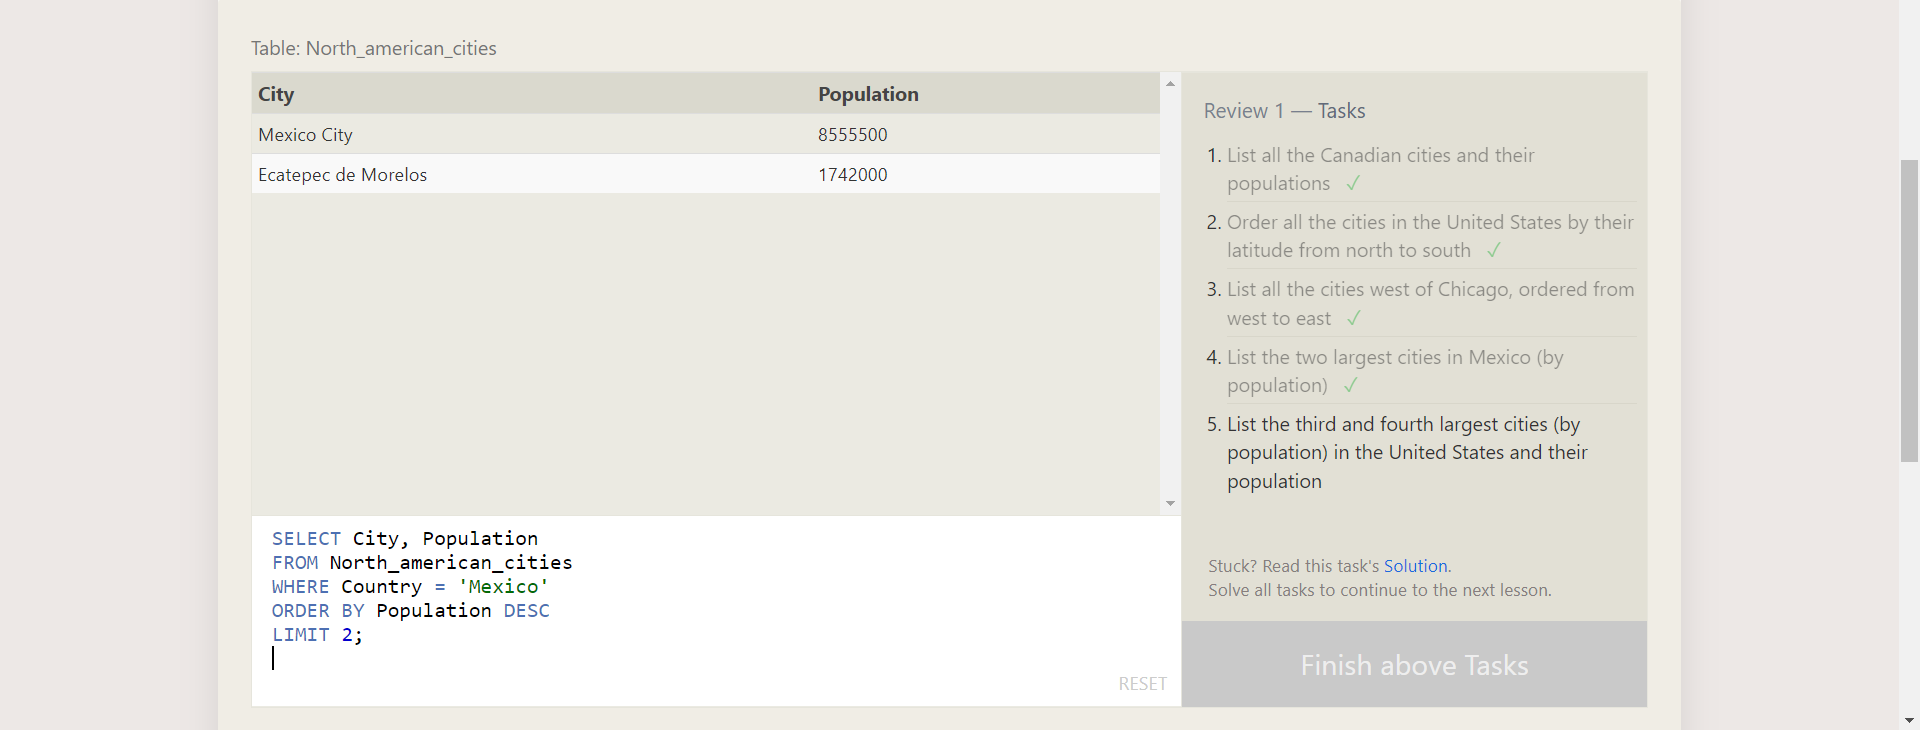 Table: North_american_cities
City Population
Mexico City 8555500
Ecatepec de Morelos 1742000
SELECT City, Population
FROM North_american_cities
WHERE Country = 'Mexico'
ORDER BY Population DESC
LIMIT 2;
RESET
Review 1 — Tasks
1. List all the Canadian cities and their
populations ✓
2. Order all the cities in the United States by their
latitude from north to south ✓
3. List all the cities west of Chicago, ordered from
west to east ✓
4. List the two largest cities in Mexico (by
population) ✓
5. List the third and fourth largest cities (by
population) in the United States and their
population
Stuck? Read this task's Solution.
Solve all tasks to continue to the next lesson.
Finish above Tasks